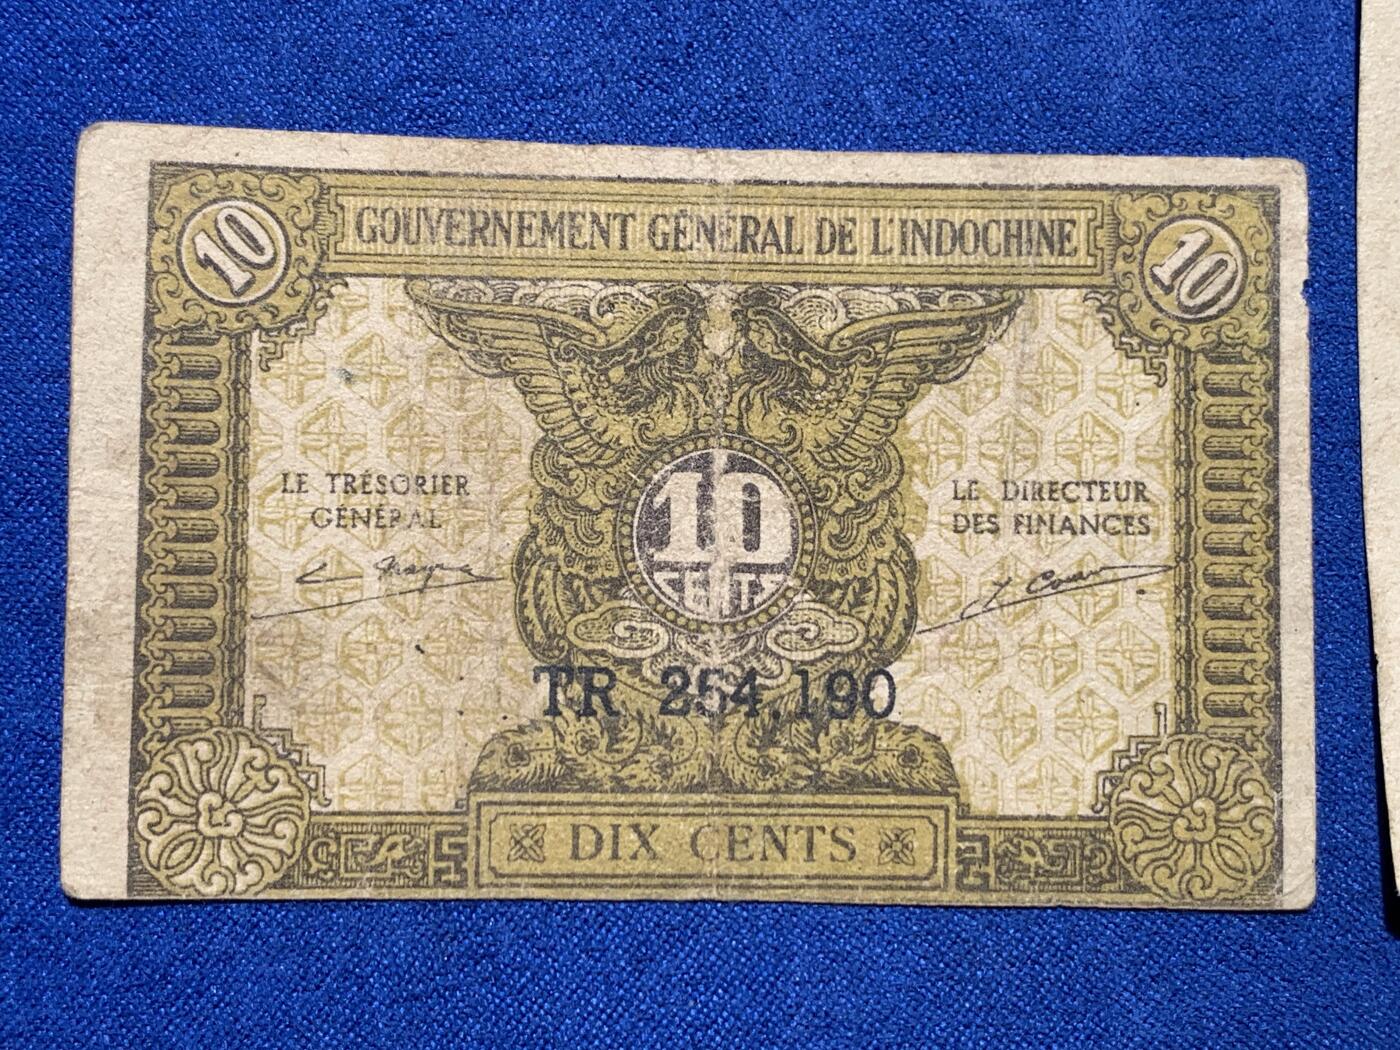 10 GOUVERNEMENT GÉNÉRAL DE L'INDOCHINE 10
LE TRÉSORIER
GÉNÉRAL
10
CENTS
LE DIRECTEUR
DES FINANCES
TR 254.190
DIX CENTS